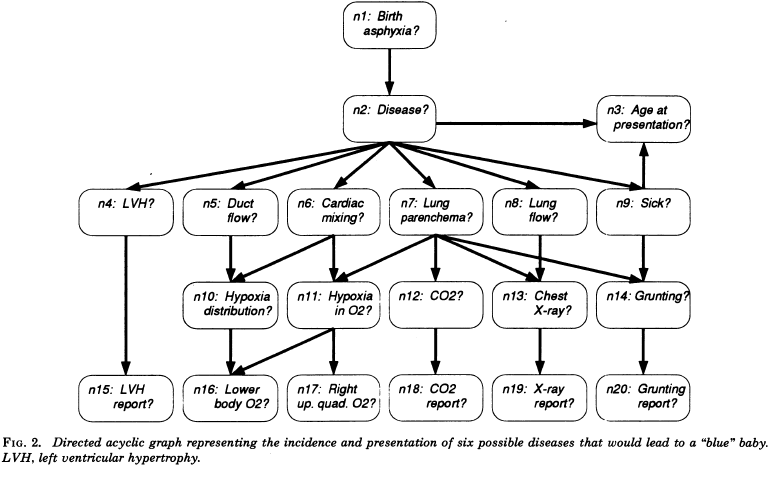 n1: Birth
asphyxia?
n2: Disease?
n3: Age at
presentation?
n4: LVH?
n5: Duct
flow?
n6: Cardiac
mixing?
n7: Lung
parenchema?
n8: Lung
flow?
n9: Sick?
n10: Hypoxia
distribution?
n11: Hypoxia
in O2?
n12: CO2?
n13: Chest
X-ray?
n14: Grunting?
n15: LVH
report?
n16: Lower
body O2?
n17: Right
up. quad. O2?
n18: CO2
report?
n19: X-ray
report?
n20: Grunting
report?
FIG. 2. Directed acyclic graph representing the incidence and presentation of six possible diseases that would lead to a "blue" baby.
LVH, left ventricular hypertrophy.